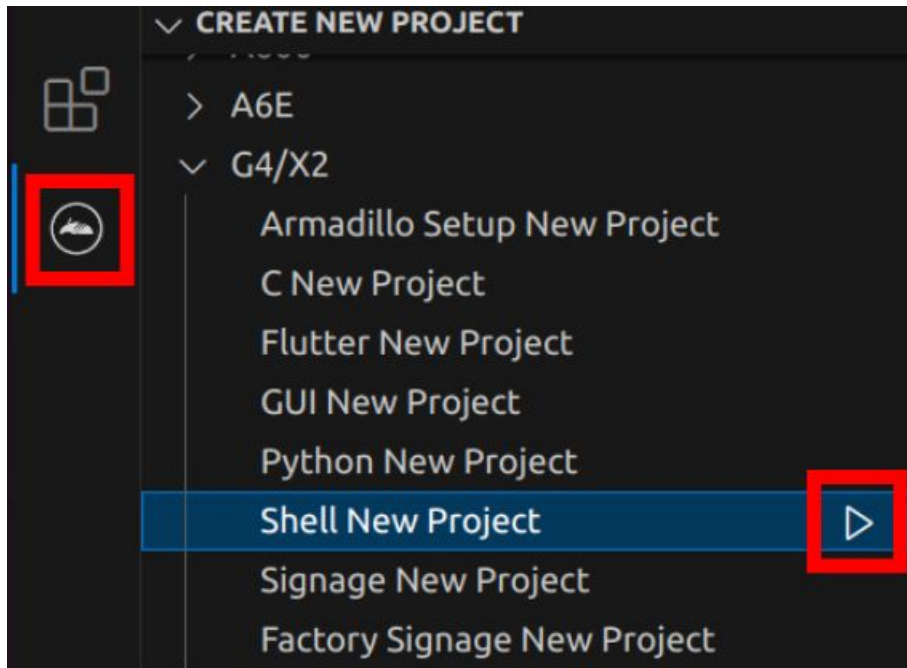 CREATE NEW PROJECT
A6E
G4/X2
Armadillo Setup New Project
C New Project
Flutter New Project
GUI New Project
Python New Project
Shell New Project
Signage New Project
Factory Signage New Project